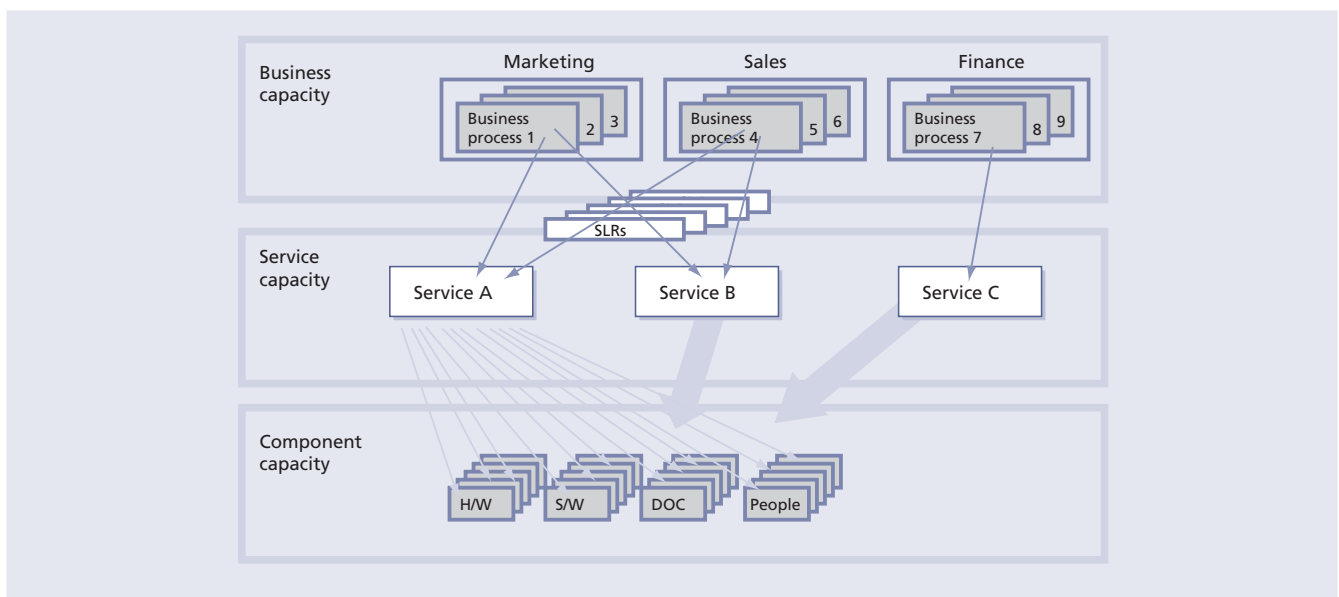 Business
capacity
Marketing
Sales
Finance
Business
process 1
2
3
Business
process 4
5
6
Business
process 7
8
9
SLRs
Service
capacity
Service A
Service B
Service C
Component
capacity
H/W
S/W
DOC
People